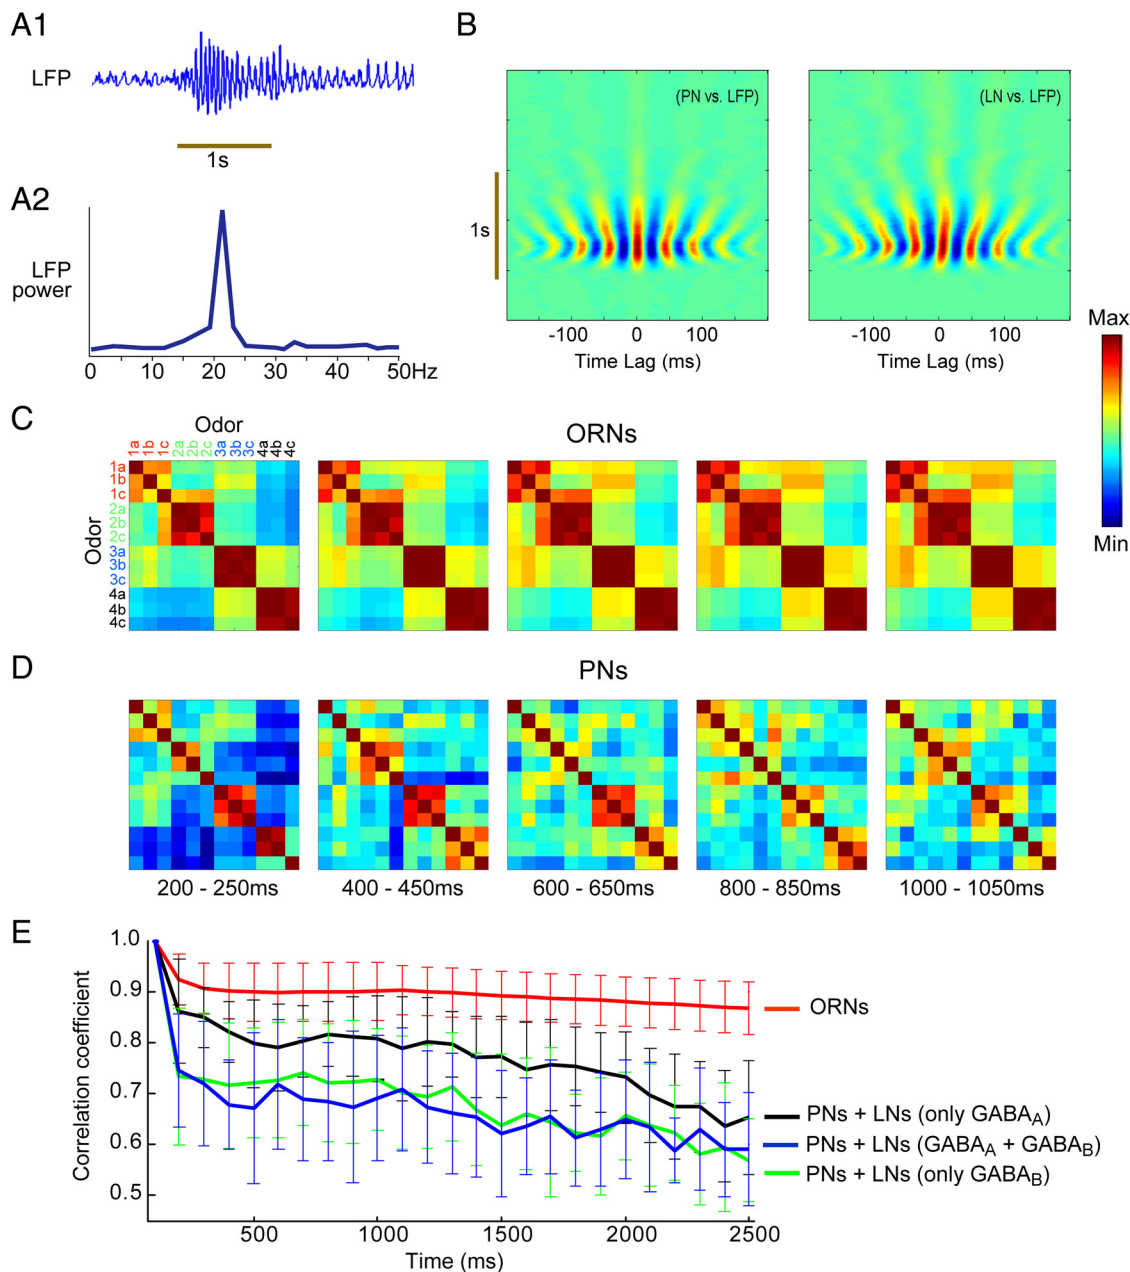 A1
LFP
1s
A2
LFP
power
0 10 20 30 40 50Hz
B
(PN vs. LFP)
(LN vs. LFP)
1s
-100 0 100
Time Lag (ms)
-100 0 100
Time Lag (ms)
Max
Min
C
Odor
ORNs
1a 1b 1c 2a 2b 2c 3a 3b 3c 4a 4b 4c
Odor
1a
1b
1c
2a
2b
2c
3a
3b
3c
4a
4b
4c
D
PNs
200 - 250ms
400 - 450ms
600 - 650ms
800 - 850ms
1000 - 1050ms
E
Correlation coefficient
1.0
0.9
0.8
0.7
0.6
0.5
500 1000 1500 2000 2500
Time (ms)
ORNs
PNs + LNs (only GABAA)
PNs + LNs (GABAA + GABAB)
PNs + LNs (only GABAB)